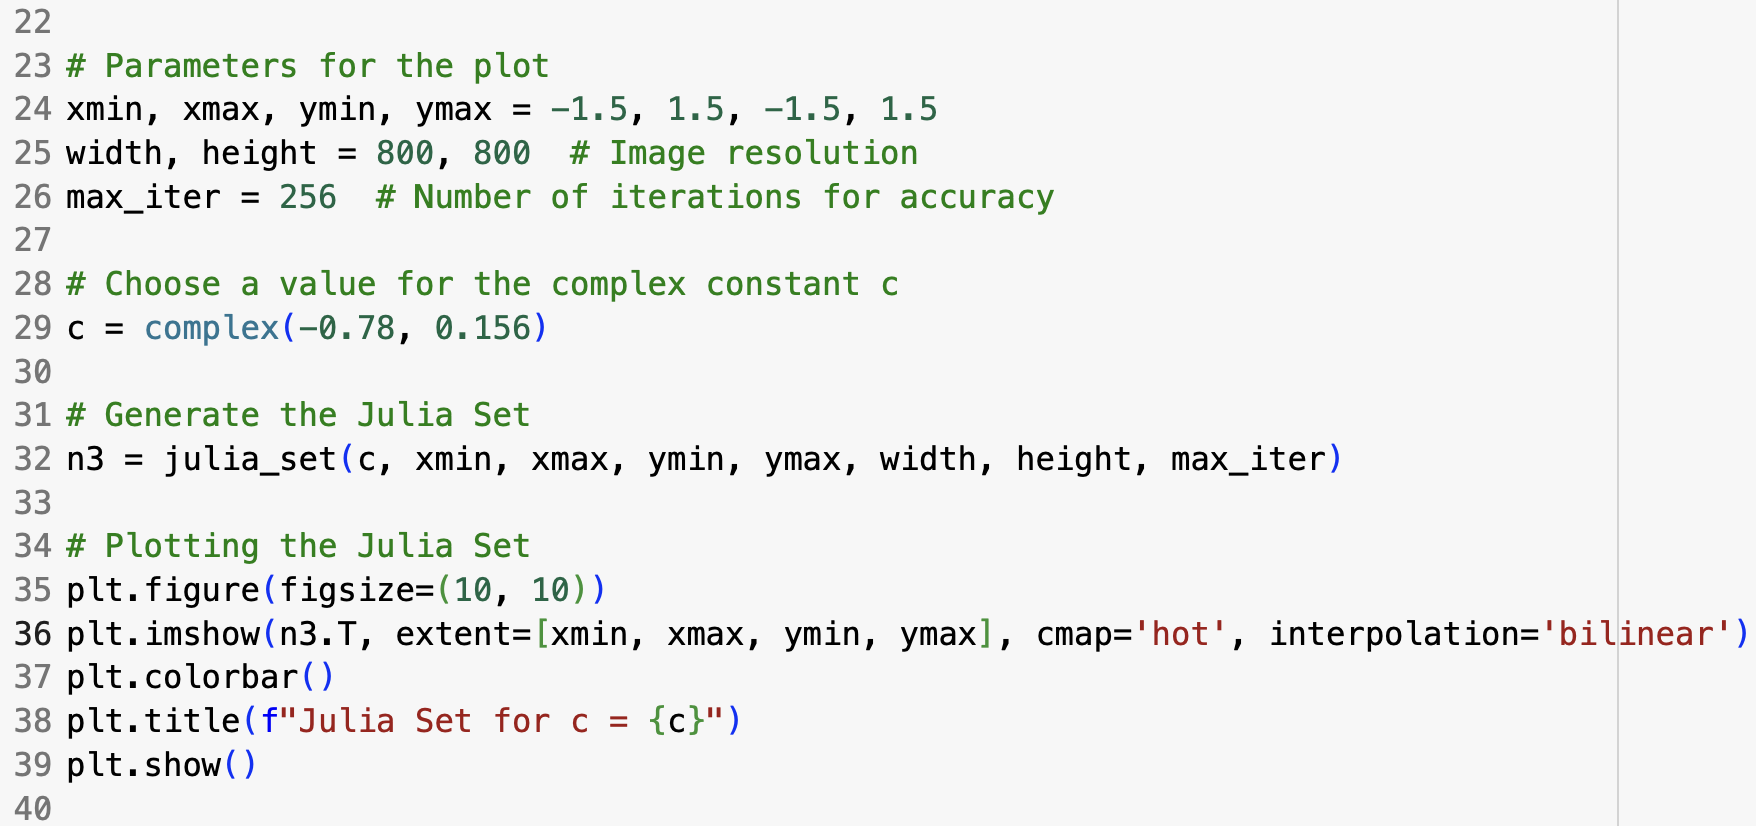 22
23 # Parameters for the plot
24 xmin, xmax, ymin, ymax = -1.5, 1.5, -1.5, 1.5
25 width, height = 800, 800  # Image resolution
26 max_iter = 256  # Number of iterations for accuracy
27
28 # Choose a value for the complex constant c
29 c = complex(-0.78, 0.156)
30
31 # Generate the Julia Set
32 n3 = julia_set(c, xmin, xmax, ymin, ymax, width, height, max_iter)
33
34 # Plotting the Julia Set
35 plt.figure(figsize=(10, 10))
36 plt.imshow(n3.T, extent=[xmin, xmax, ymin, ymax], cmap='hot', interpolation='bilinear')
37 plt.colorbar()
38 plt.title(f"Julia Set for c = {c}")
39 plt.show()
40